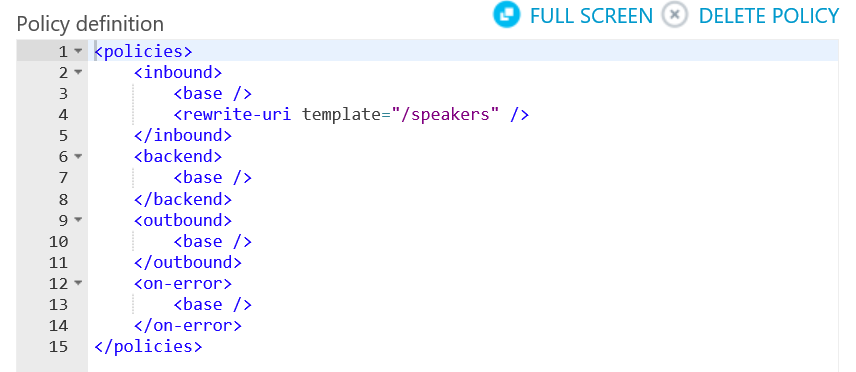 Policy definition FULL SCREEN DELETE POLICY
1 <policies>
2     <inbound>
3         <base />
4         <rewrite-uri template="/speakers" />
5     </inbound>
6     <backend>
7         <base />
8     </backend>
9     <outbound>
10         <base />
11     </outbound>
12     <on-error>
13         <base />
14     </on-error>
15 </policies>